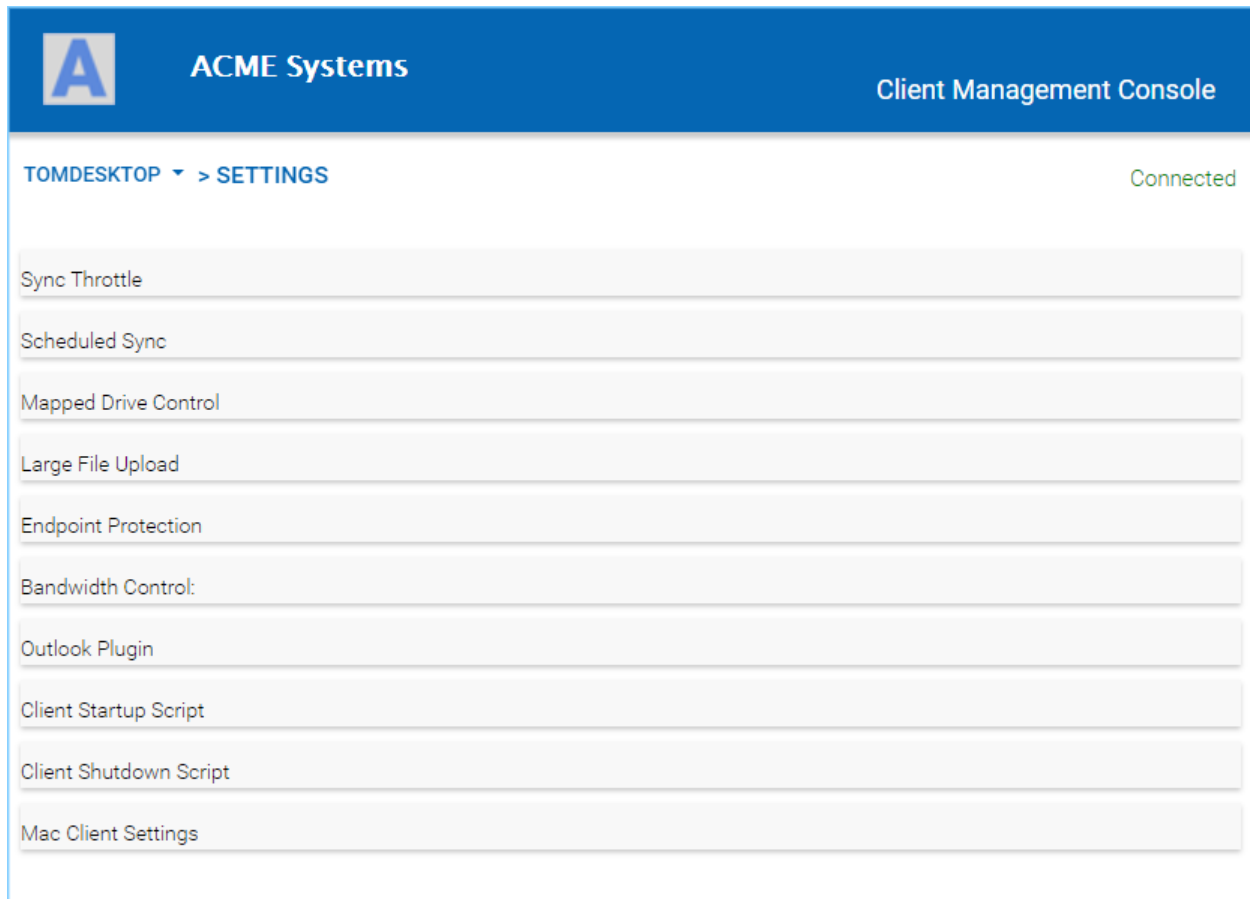 A
ACME Systems
Client Management Console
TOMDESKTOP > SETTINGS
Connected
Sync Throttle
Scheduled Sync
Mapped Drive Control
Large File Upload
Endpoint Protection
Bandwidth Control:
Outlook Plugin
Client Startup Script
Client Shutdown Script
Mac Client Settings